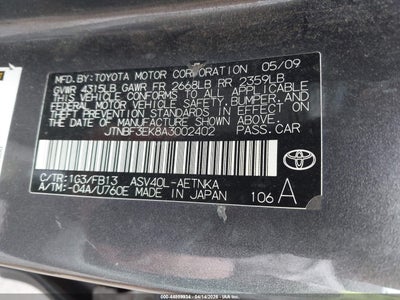 MFD.BY:TOYOTA MOTOR CORPORATION 05/09
GVWR 4315LB GAWR FR 2668LB RR 2359LB
THIS VEHICLE CONFORMS TO ALL APPLICABLE
FEDERAL MOTOR VEHICLE SAFETY, BUMPER, AND
THEFT PREVENTION STANDARDS IN EFFECT ON
THE DATE OF MANUFACTURE SHOWN ABOVE.
JTNBF3EK8A3002402 PASS.CAR
TOYOTA
C/TR:1G3/FB13 ASV40L-AETNKA
A/TM:-04A/U760E MADE IN JAPAN 106 A